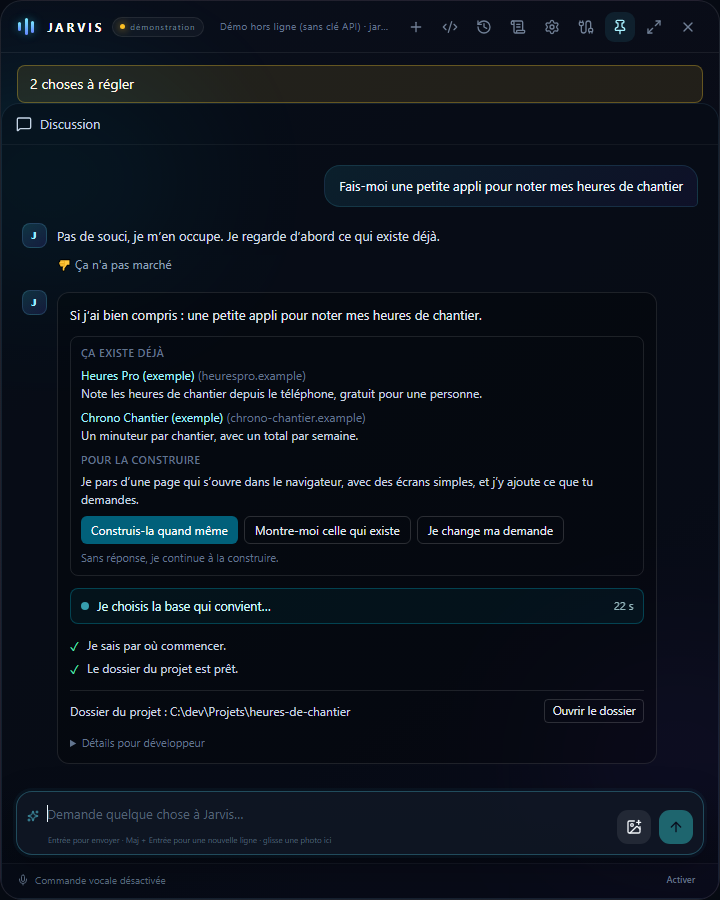 JARVIS
démonstration
Démo hors ligne (sans clé API) · jar…
2 choses à régler
Discussion
Fais-moi une petite appli pour noter mes heures de chantier
J
Pas de souci, je m’en occupe. Je regarde d’abord ce qui existe déjà.
Ça n'a pas marché
J
Si j’ai bien compris : une petite appli pour noter mes heures de chantier.
ÇA EXISTE DÉJÀ
Heures Pro (exemple) (heurespro.example)
Note les heures de chantier depuis le téléphone, gratuit pour une personne.
Chrono Chantier (exemple) (chrono-chantier.example)
Un minuteur par chantier, avec un total par semaine.
POUR LA CONSTRUIRE
Je pars d’une page qui s’ouvre dans le navigateur, avec des écrans simples, et j’y ajoute ce que tu
demandes.
Construis-la quand même
Montre-moi celle qui existe
Je change ma demande
Sans réponse, je continue à la construire.
Je choisis la base qui convient…
22 s
Je sais par où commencer.
Le dossier du projet est prêt.
Dossier du projet : C:\dev\Projets\heures-de-chantier
Ouvrir le dossier
Détails pour développeur
Demande quelque chose à Jarvis…
Entrée pour envoyer · Maj + Entrée pour une nouvelle ligne · glisse une photo ici
Commande vocale désactivée
Activer